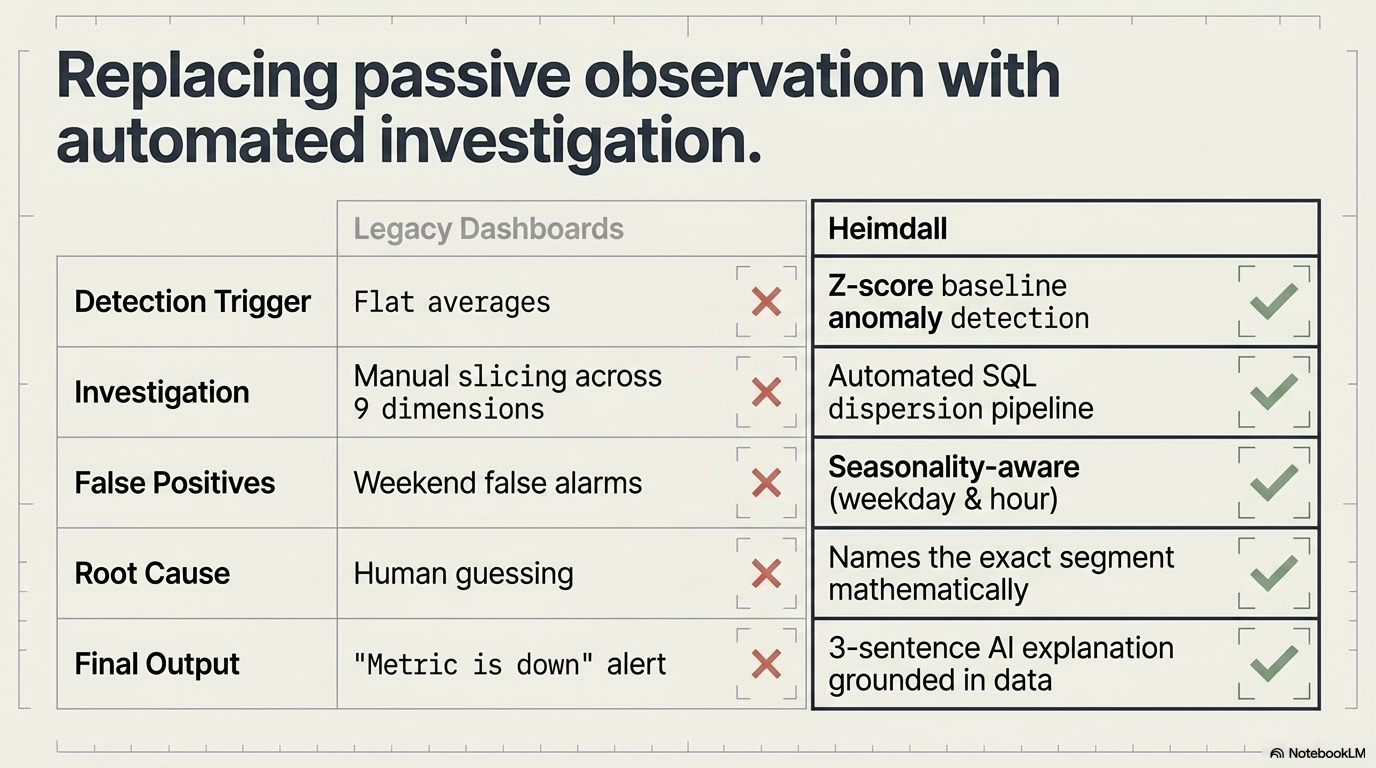 Replacing passive observation with
automated investigation.
Legacy Dashboards
Heimdall
Detection Trigger
Flat averages
Z-score baseline
anomaly detection
Investigation
Manual slicing across
9 dimensions
Automated SQL
dispersion pipeline
False Positives
Weekend false alarms
Seasonality-aware
(weekday & hour)
Root Cause
Human guessing
Names the exact segment
mathematically
Final Output
"Metric is down" alert
3-sentence AI explanation
grounded in data
NotebookLM